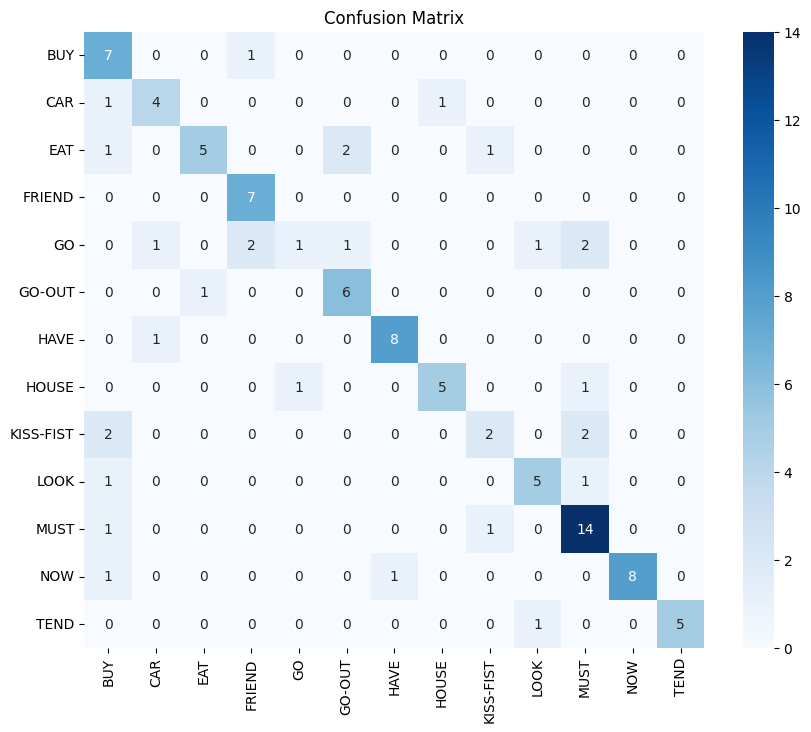 Confusion Matrix
BUY 7 0 0 1 0 0 0 0 0 0 0 0 0
CAR 1 4 0 0 0 0 0 1 0 0 0 0 0
EAT 1 0 5 0 0 2 0 0 1 0 0 0 0
FRIEND 0 0 0 7 0 0 0 0 0 0 0 0 0
GO 0 1 0 2 1 1 0 0 0 1 2 0 0
GO-OUT 0 0 1 0 0 6 0 0 0 0 0 0 0
HAVE 0 1 0 0 0 0 8 0 0 0 0 0 0
HOUSE 0 0 0 0 1 0 0 5 0 0 1 0 0
KISS-FIST 2 0 0 0 0 0 0 0 2 0 2 0 0
LOOK 1 0 0 0 0 0 0 0 0 5 1 0 0
MUST 1 0 0 0 0 0 0 0 1 0 14 0 0
NOW 1 0 0 0 0 0 1 0 0 0 0 8 0
TEND 0 0 0 0 0 0 0 0 0 1 0 0 5
BUY CAR EAT FRIEND GO GO-OUT HAVE HOUSE KISS-FIST LOOK MUST NOW TEND
14
12
10
8
6
4
2
0